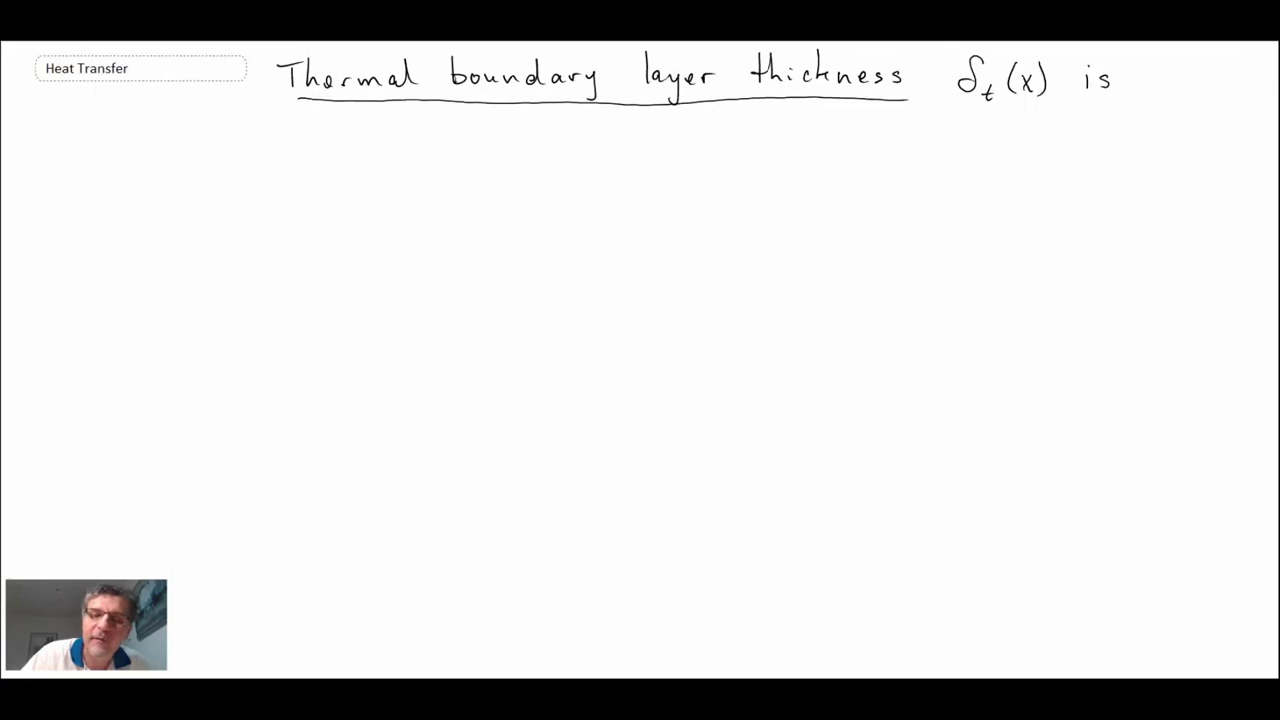 Heat Transfer
Thermal boundary layer thickness δₜ(x) is